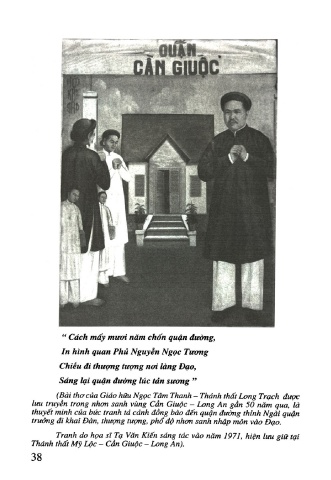 QUẬN
CẦN GIUỘC
“ Cách mấy mươi năm chốn quận đường,
In hình quan Phủ Nguyễn Ngọc Tương
Chiều đi thượng tượng nơi làng Đạo,
Sáng lại quận đường lúc tản sương ”
(Bài thơ của Giáo hữu Ngọc Tâm Thanh – Thánh thất Long Trạch được
lưu truyền trong nhơn sanh vùng Cần Giuộc – Long An gần 50 năm qua, là
thuyết minh của bức tranh tả cảnh đồng bào đến quận đường thỉnh Ngài quận
trưởng đi khai Đàn, thượng tượng, phổ độ nhơn sanh nhập môn vào Đạo.
Tranh do họa sĩ Tạ Văn Kiến sáng tác vào năm 1971, hiện lưu giữ tại
Thánh thất Mỹ Lộc – Cần Giuộc – Long An).
38